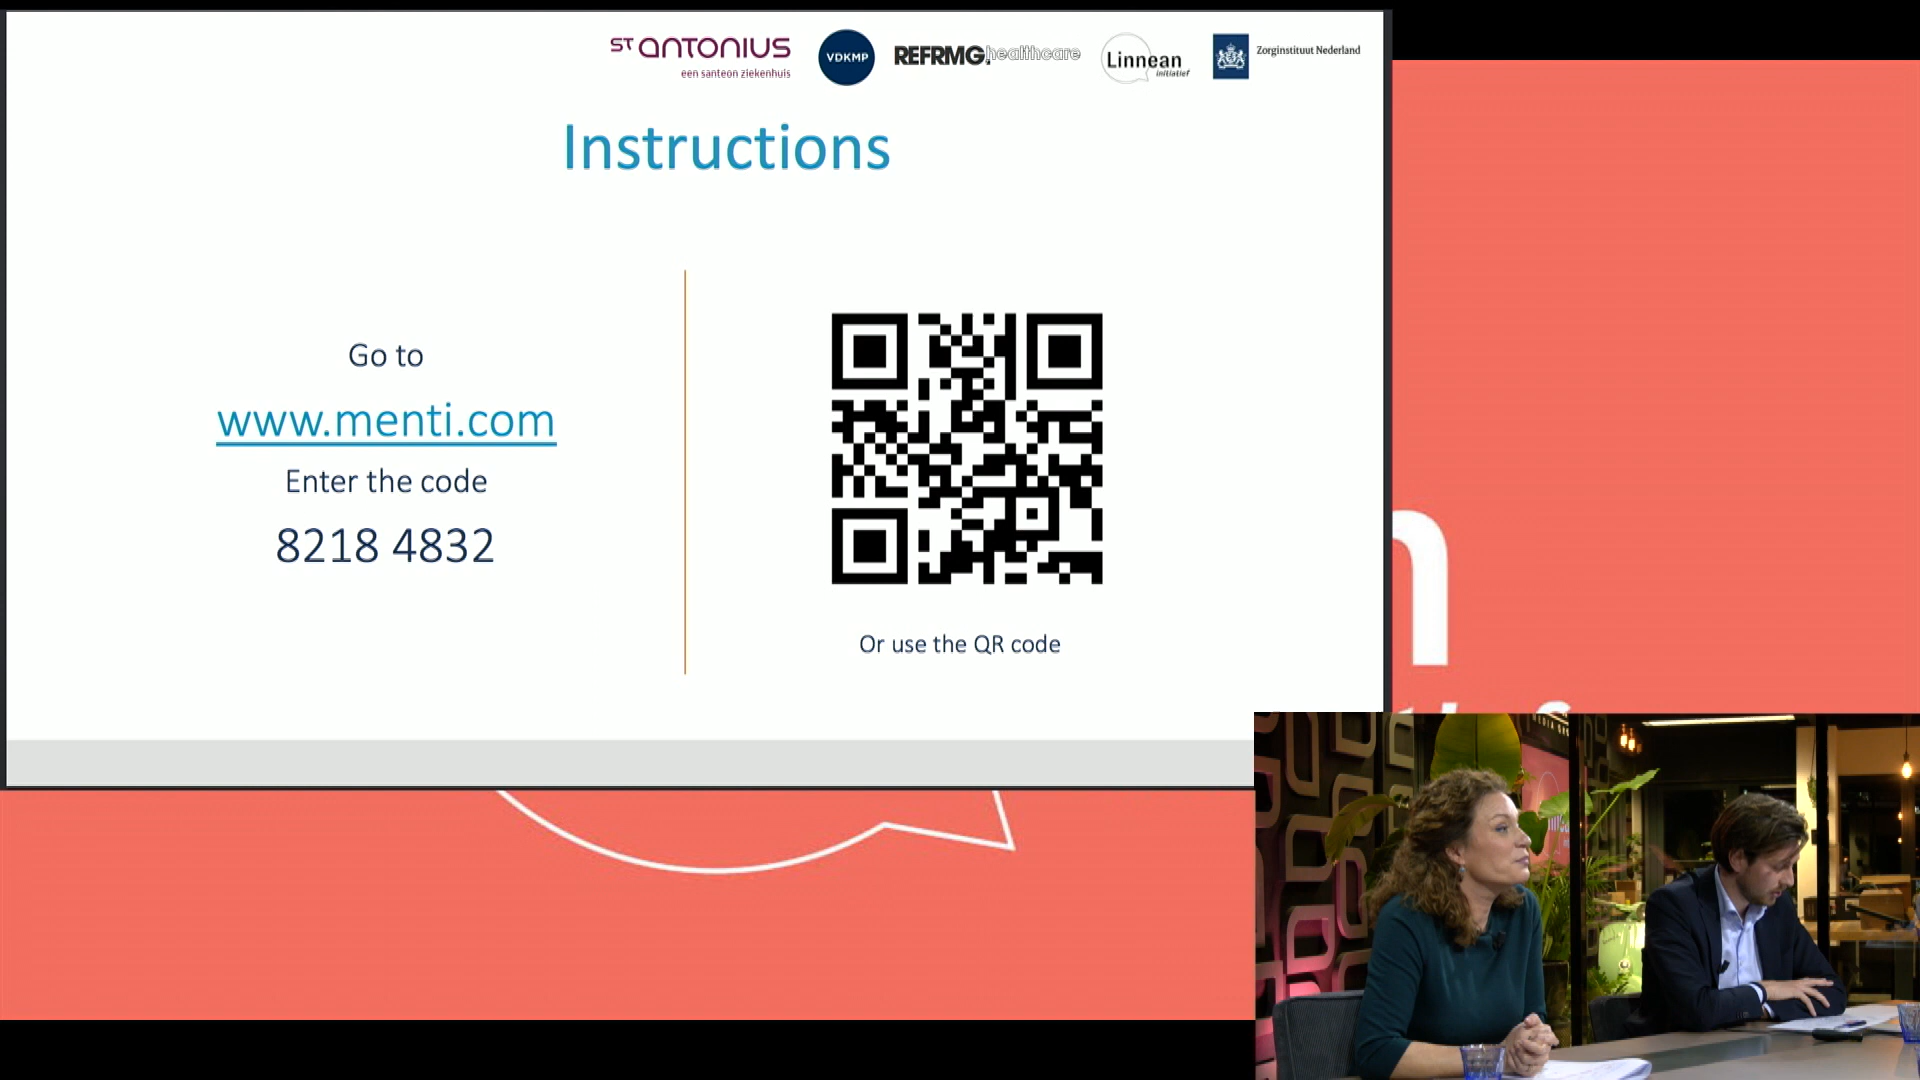 ST ANTONIUS
een santeon ziekenhuis
VDKMP
REFRMG. healthcare
Linnean
initiatief
Zorginstituut Nederland
Instructions
Go to
www.menti.com
Enter the code
8218 4832
Or use the QR code